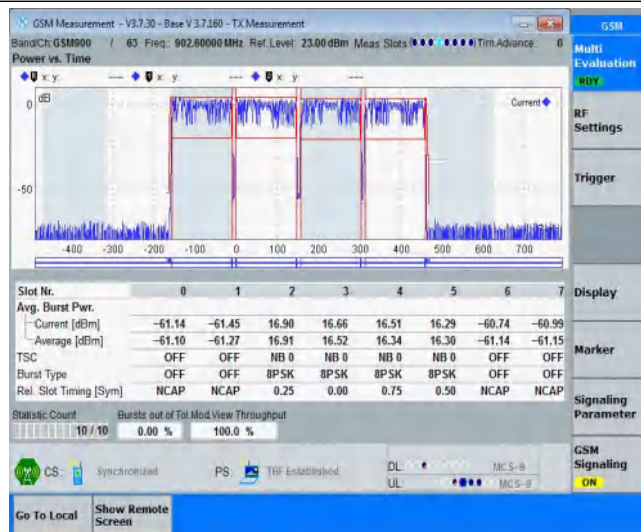 GSM Measurement - V3.7.30 - Base V 3.7.160 - TX Measurement
GSM
Band/Ch: GSM900 / 63 Freq.: 902.60000 MHz Ref. Level: 23.00 dBm Meas Slots Tim.Advance: 0
Power vs. Time
Multi Evaluation
RDY
x: y: --- x: y: --- x: y: ---
dB
Current
0
-50
-400 -300 -200 -100 0 100 200 300 400 500 600 700
RF Settings
Trigger
Slot Nr. 0 1 2 3 4 5 6 7
Display
Avg. Burst Pwr.
Current [dBm] -61.14 -61.45 16.90 16.66 16.51 16.29 -60.74 -60.99
Average [dBm] -61.10 -61.27 16.91 16.52 16.34 16.30 -61.14 -61.15
Marker
TSC OFF OFF NB 0 NB 0 NB 0 NB 0 OFF OFF
Burst Type OFF OFF 8PSK 8PSK 8PSK 8PSK OFF OFF
Rel. Slot Timing [Sym] NCAP NCAP 0.25 0.00 0.75 0.50 NCAP NCAP
Signaling Parameter
Statistic Count Bursts out of Tol. Mod.View Throughput
10 / 10 0.00 % 100.0 %
GSM Signaling
ON
CS: Synchronized PS: TBF Established DL: MCS-9
UL: MCS-9
Go To Local
Show Remote Screen